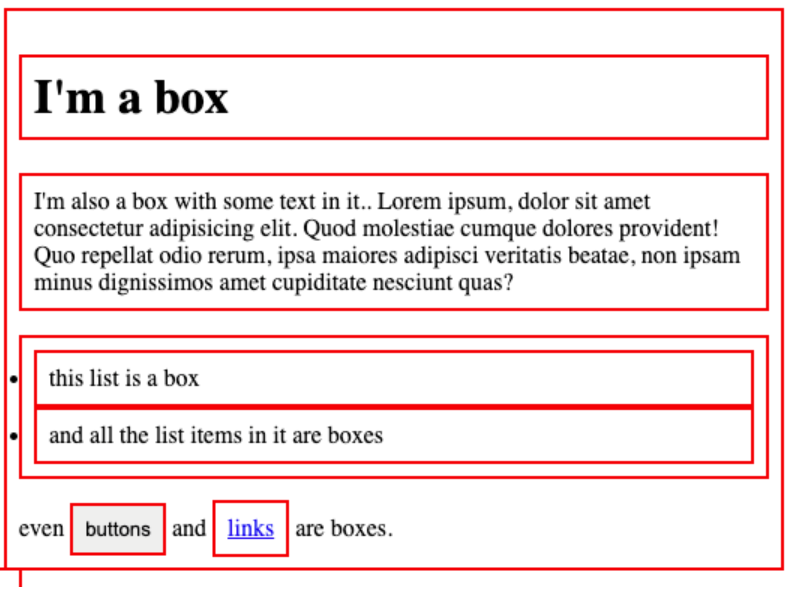 I'm a box
I'm also a box with some text in it.. Lorem ipsum, dolor sit amet
consectetur adipisicing elit. Quod molestiae cumque dolores provident!
Quo repellat odio rerum, ipsa maiores adipisci veritatis beatae, non ipsam
minus dignissimos amet cupiditate nesciunt quas?
this list is a box
and all the list items in it are boxes
even buttons and links are boxes.